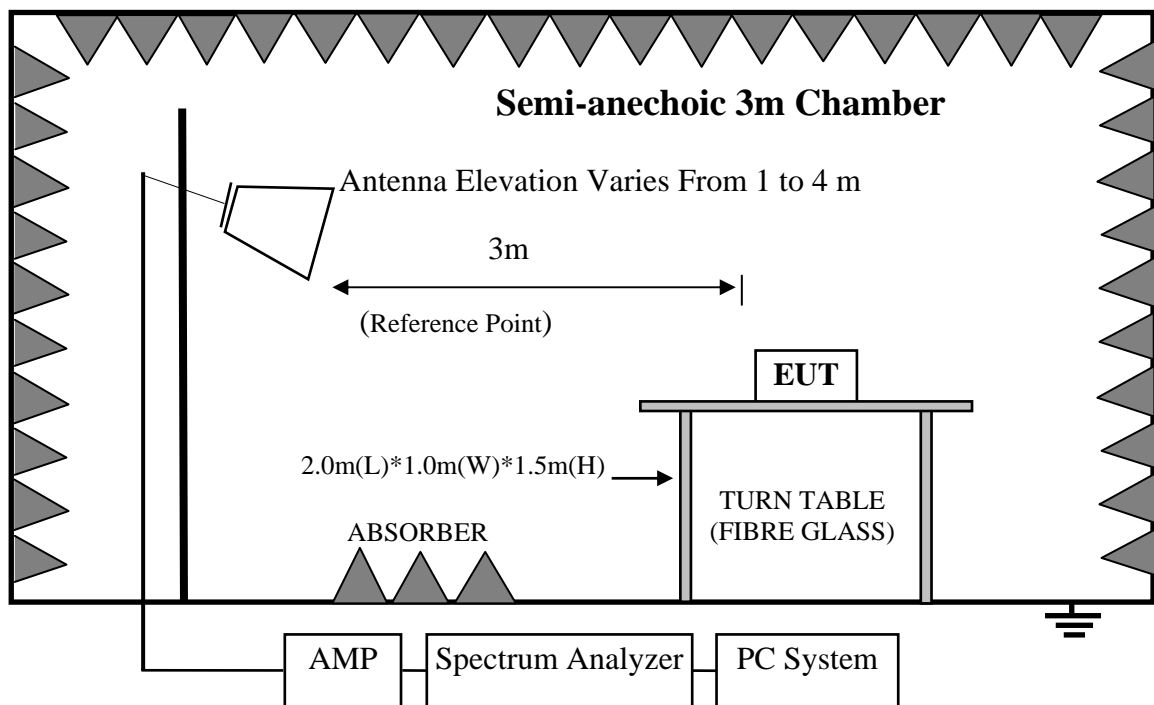 Semi-anechoic 3m Chamber
Antenna Elevation Varies From 1 to 4 m
3m
(Reference Point)
EUT
2.0m(L)*1.0m(W)*1.5m(H)
TURN TABLE
(FIBRE GLASS)
ABSORBER
AMP
Spectrum Analyzer
PC System